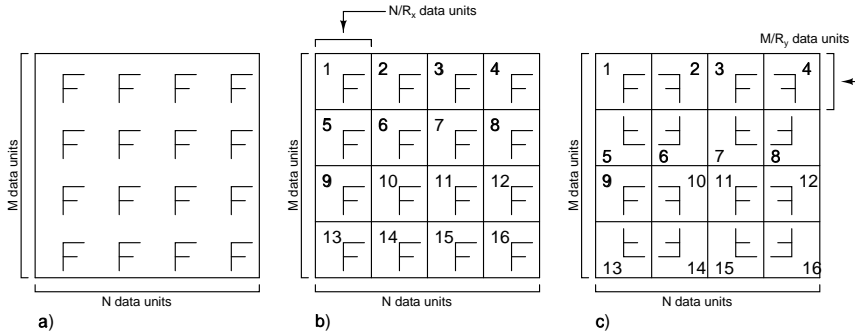 N/Rx data units
M/Ry data units
M data units
F F F F
F F F F
F F F F
F F F F
N data units
a)
M data units
1 F 2 F 3 F 4 F
5 F 6 F 7 F 8 F
9 F 10 F 11 F 12 F
13 F 14 F 15 F 16 F
N data units
b)
M data units
1 F F 2 3 F F 4
F F F F
5 6 7 8
9 F F 10 11 F F 12
F F F F
13 14 15 16
N data units
c)